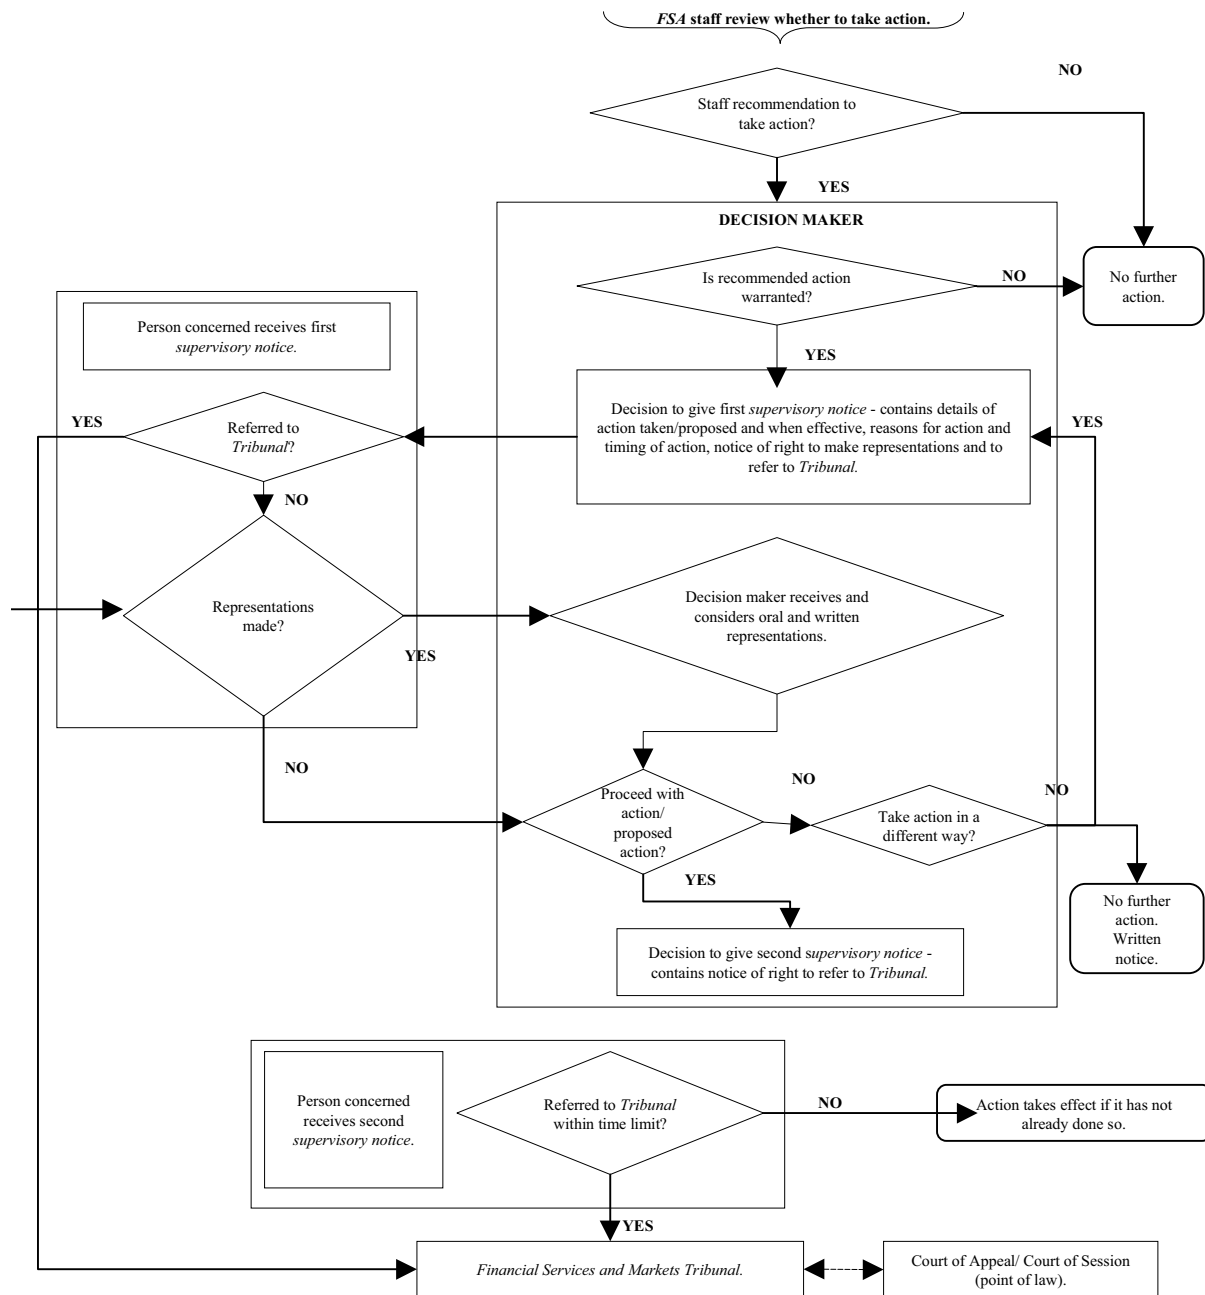 FSA staff review whether to take action.
NO
Staff recommendation to
take action?
YES
DECISION MAKER
Is recommended action
warranted?
NO
No further
action.
Person concerned receives first
supervisory notice.
YES
YES
Referred to
Tribunal?
Decision to give first supervisory notice - contains details of
action taken/proposed and when effective, reasons for action and
timing of action, notice of right to make representations and to
refer to Tribunal.
YES
NO
Representations
made?
YES
Decision maker receives and
considers oral and written
representations.
NO
Proceed with
action/
proposed
action?
NO
Take action in a
different way?
NO
YES
No further
action.
Written
notice.
Decision to give second supervisory notice -
contains notice of right to refer to Tribunal.
Person concerned
receives second
supervisory notice.
Referred to Tribunal
within time limit?
NO
Action takes effect if it has not
already done so.
YES
Financial Services and Markets Tribunal.
Court of Appeal/ Court of Session
(point of law).